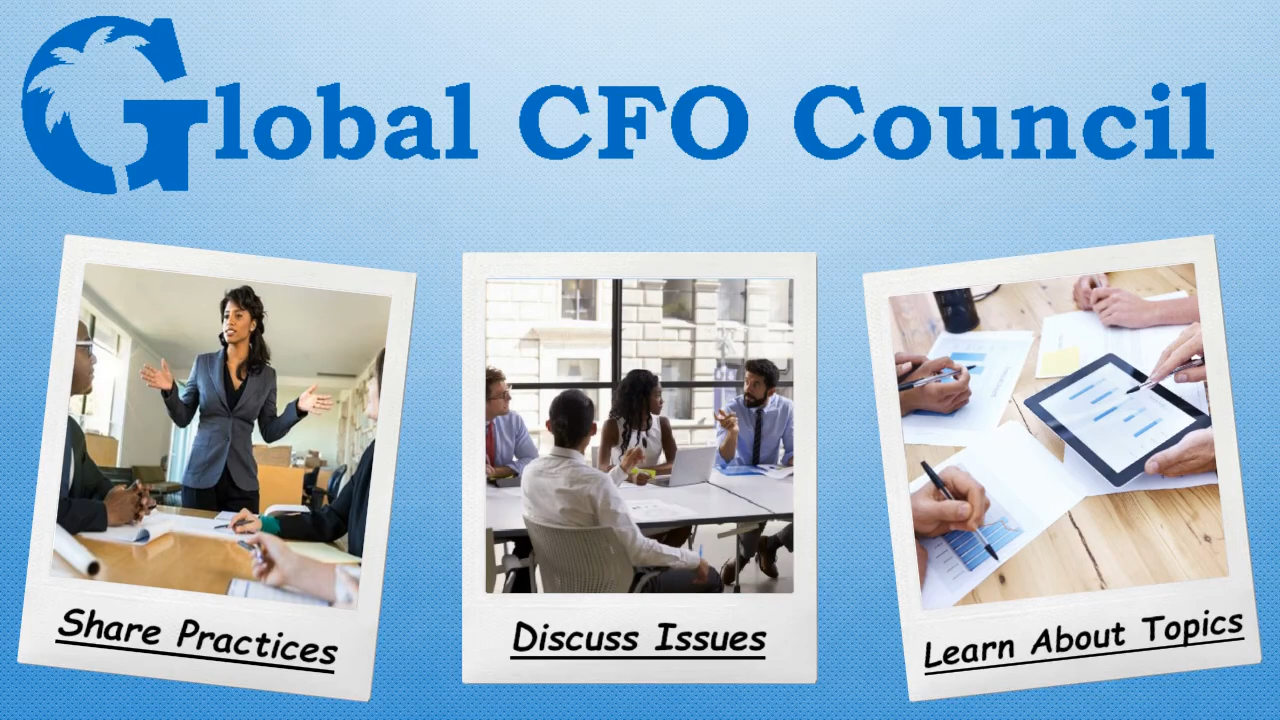 Global CFO Council
Share Practices
Discuss Issues
Learn About Topics